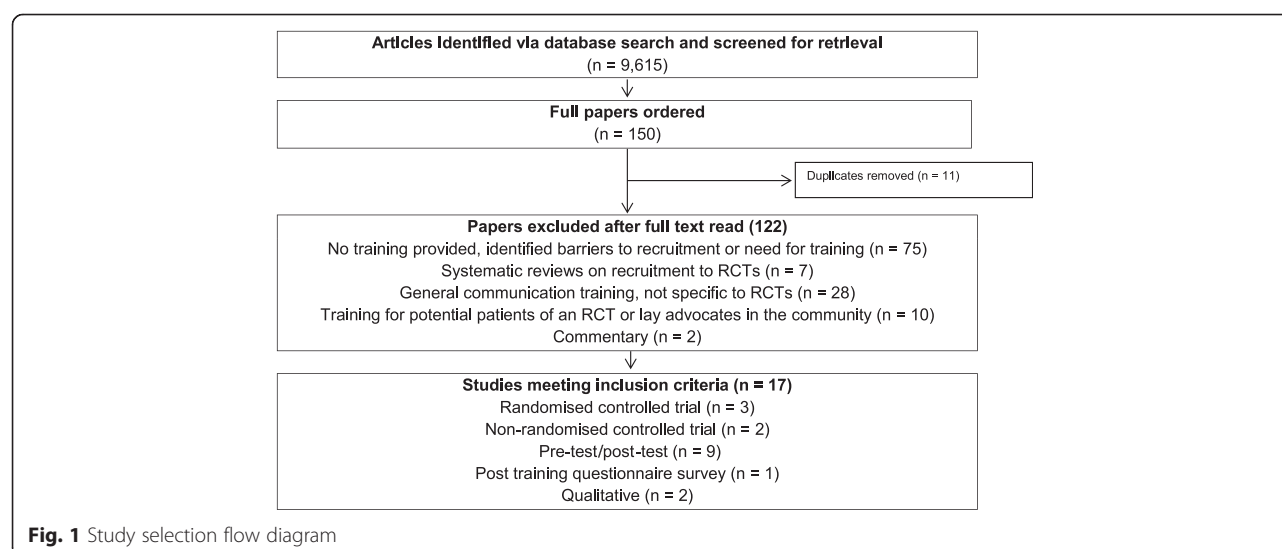 Articles identified via database search and screened for retrieval
(n = 9,615)
Full papers ordered
(n = 150)
Duplicates removed (n = 11)
Papers excluded after full text read (122)
No training provided, identified barriers to recruitment or need for training (n = 75)
Systematic reviews on recruitment to RCTs (n = 7)
General communication training, not specific to RCTs (n = 28)
Training for potential patients of an RCT or lay advocates in the community (n = 10)
Commentary (n = 2)
Studies meeting inclusion criteria (n = 17)
Randomised controlled trial (n = 3)
Non-randomised controlled trial (n = 2)
Pre-test/post-test (n = 9)
Post training questionnaire survey (n = 1)
Qualitative (n = 2)
Fig. 1 Study selection flow diagram